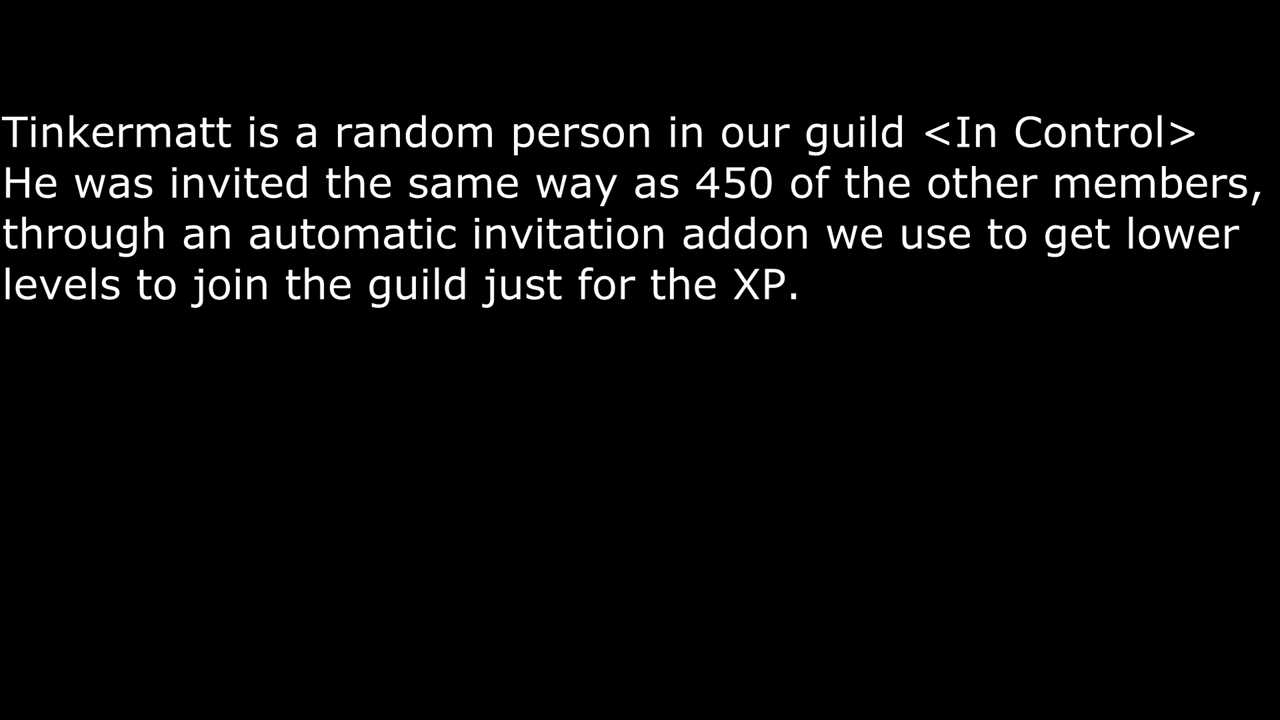 Tinkermatt is a random person in our guild <In Control>
He was invited the same way as 450 of the other members,
through an automatic invitation addon we use to get lower
levels to join the guild just for the XP.